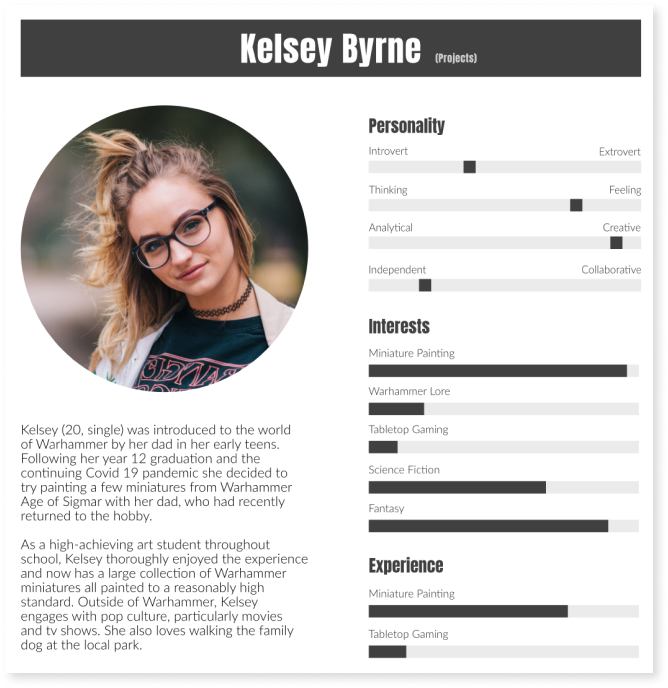 Kelsey Byrne (Projects)
Personality
Introvert Extrovert
Thinking Feeling
Analytical Creative
Independent Collaborative
Interests
Miniature Painting
Warhammer Lore
Tabletop Gaming
Science Fiction
Fantasy
Experience
Miniature Painting
Tabletop Gaming
Kelsey (20, single) was introduced to the world
of Warhammer by her dad in her early teens.
Following her year 12 graduation and the
continuing Covid 19 pandemic she decided to
try painting a few miniatures from Warhammer
Age of Sigmar with her dad, who had recently
returned to the hobby.
As a high-achieving art student throughout
school, Kelsey thoroughly enjoyed the experience
and now has a large collection of Warhammer
miniatures all painted to a reasonably high
standard. Outside of Warhammer, Kelsey
engages with pop culture, particularly movies
and tv shows. She also loves walking the family
dog at the local park.